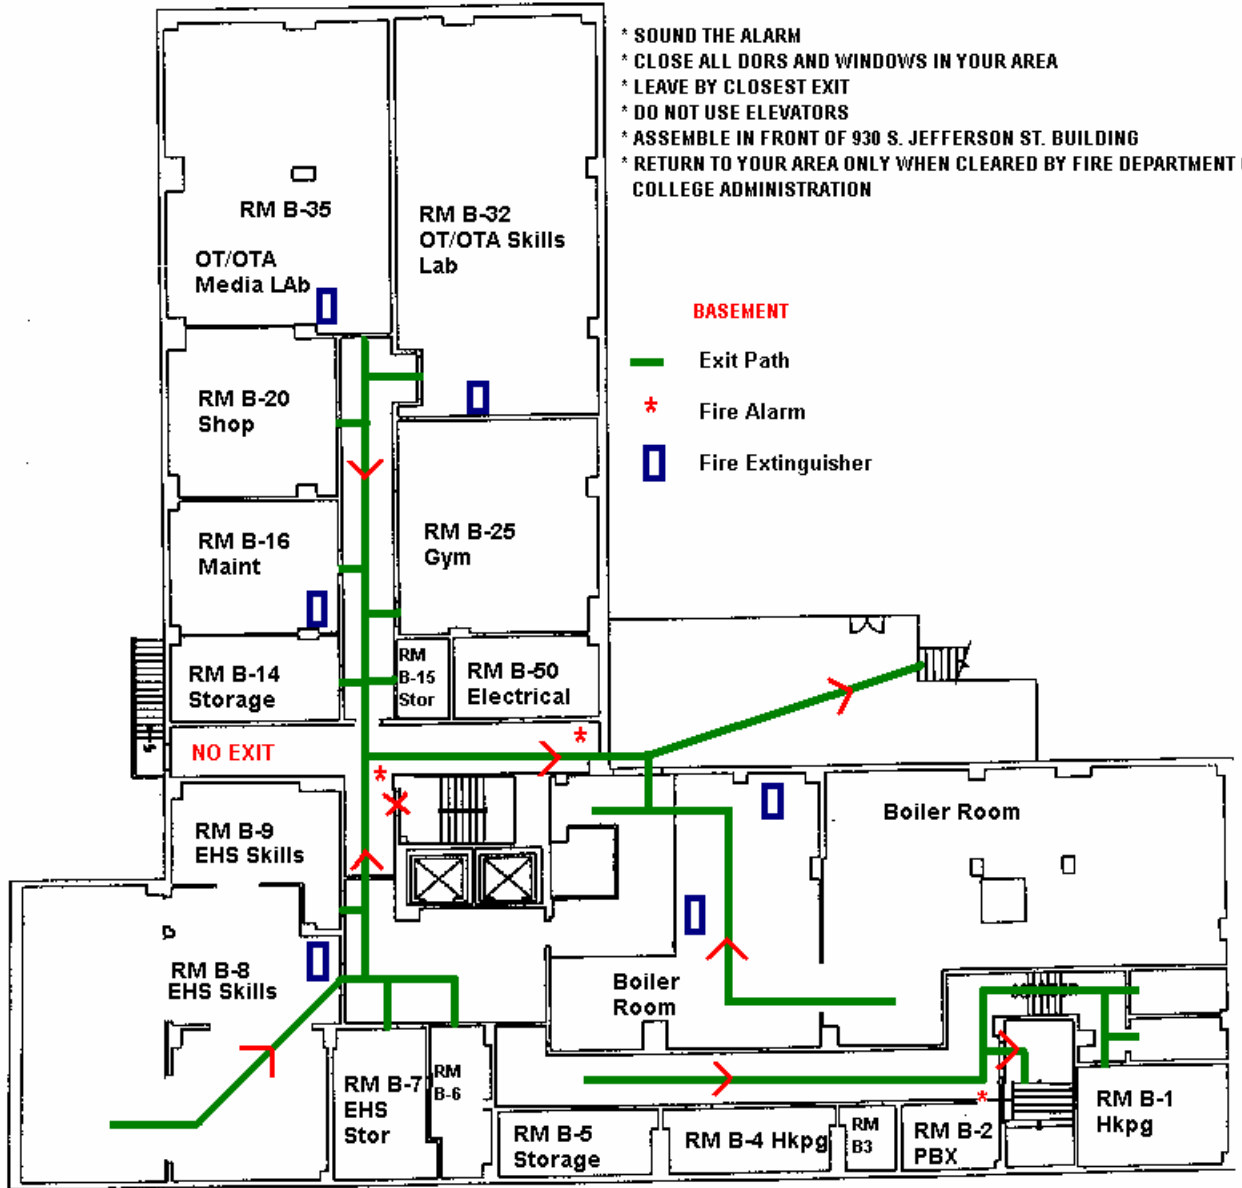 * SOUND THE ALARM
* CLOSE ALL DORS AND WINDOWS IN YOUR AREA
* LEAVE BY CLOSEST EXIT
* DO NOT USE ELEVATORS
* ASSEMBLE IN FRONT OF 930 S. JEFFERSON ST. BUILDING
* RETURN TO YOUR AREA ONLY WHEN CLEARED BY FIRE DEPARTMENT
COLLEGE ADMINISTRATION
RM B-35
OT/OTA
Media LAb
RM B-32
OT/OTA Skills
Lab
BASEMENT
Exit Path
* Fire Alarm
Fire Extinguisher
RM B-20
Shop
RM B-16
Maint
RM B-25
Gym
RM B-14
Storage
RM
B-15
Stor
RM B-50
Electrical
NO EXIT
RM B-9
EHS Skills
Boiler Room
RM B-8
EHS Skills
Boiler
Room
RM B-7
EHS
Stor
RM
B-6
RM B-5
Storage
RM B-4 Hkpg
RM
B3
RM B-2
PBX
RM B-1
Hkpg